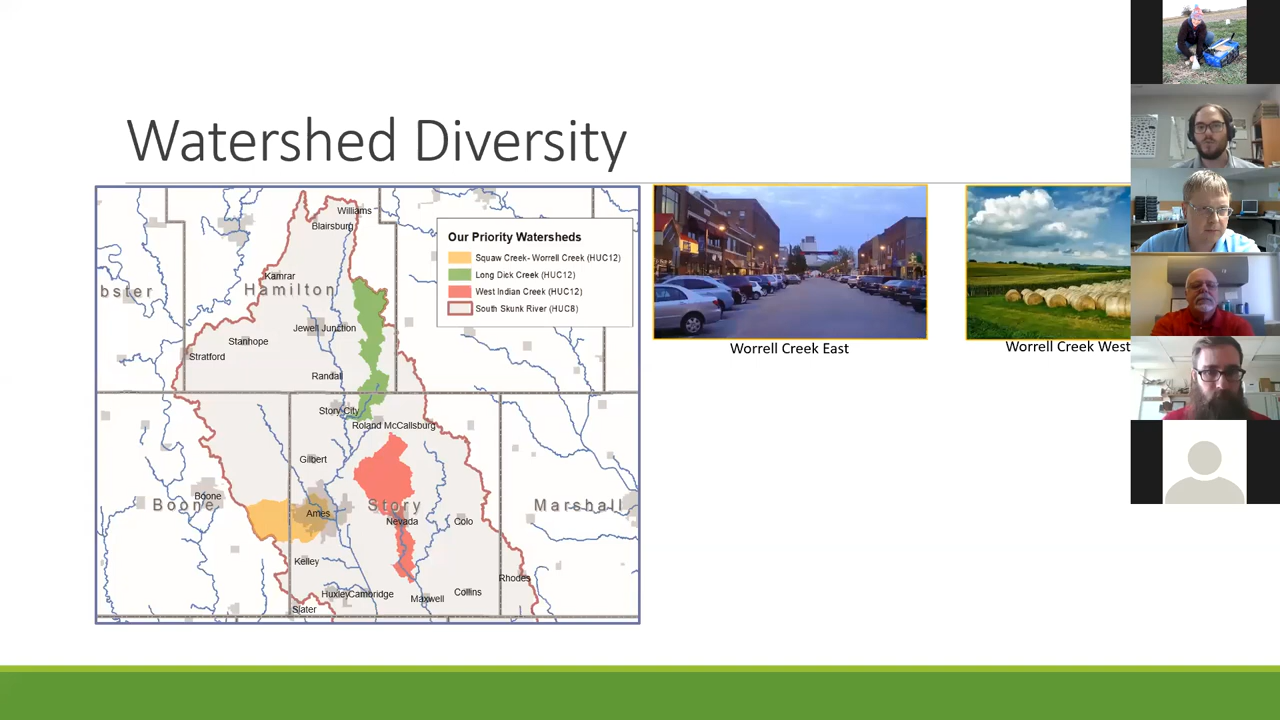 Watershed Diversity
Williams
Blairsburg
Our Priority Watersheds
Squaw Creek- Worrell Creek (HUC12)
Long Dick Creek (HUC12)
West Indian Creek (HUC12)
South Skunk River (HUC8)
Kamrar
bster
Hamilton
Jewell Junction
Stanhope
Stratford
Randall
Story City
Roland McCallsburg
Gilbert
Boone
Boone
Story
Marshall
Ames
Nevada
Colo
Kelley
Rhodes
Huxley Cambridge
Collins
Maxwell
Slater
Worrell Creek East
Worrell Creek West